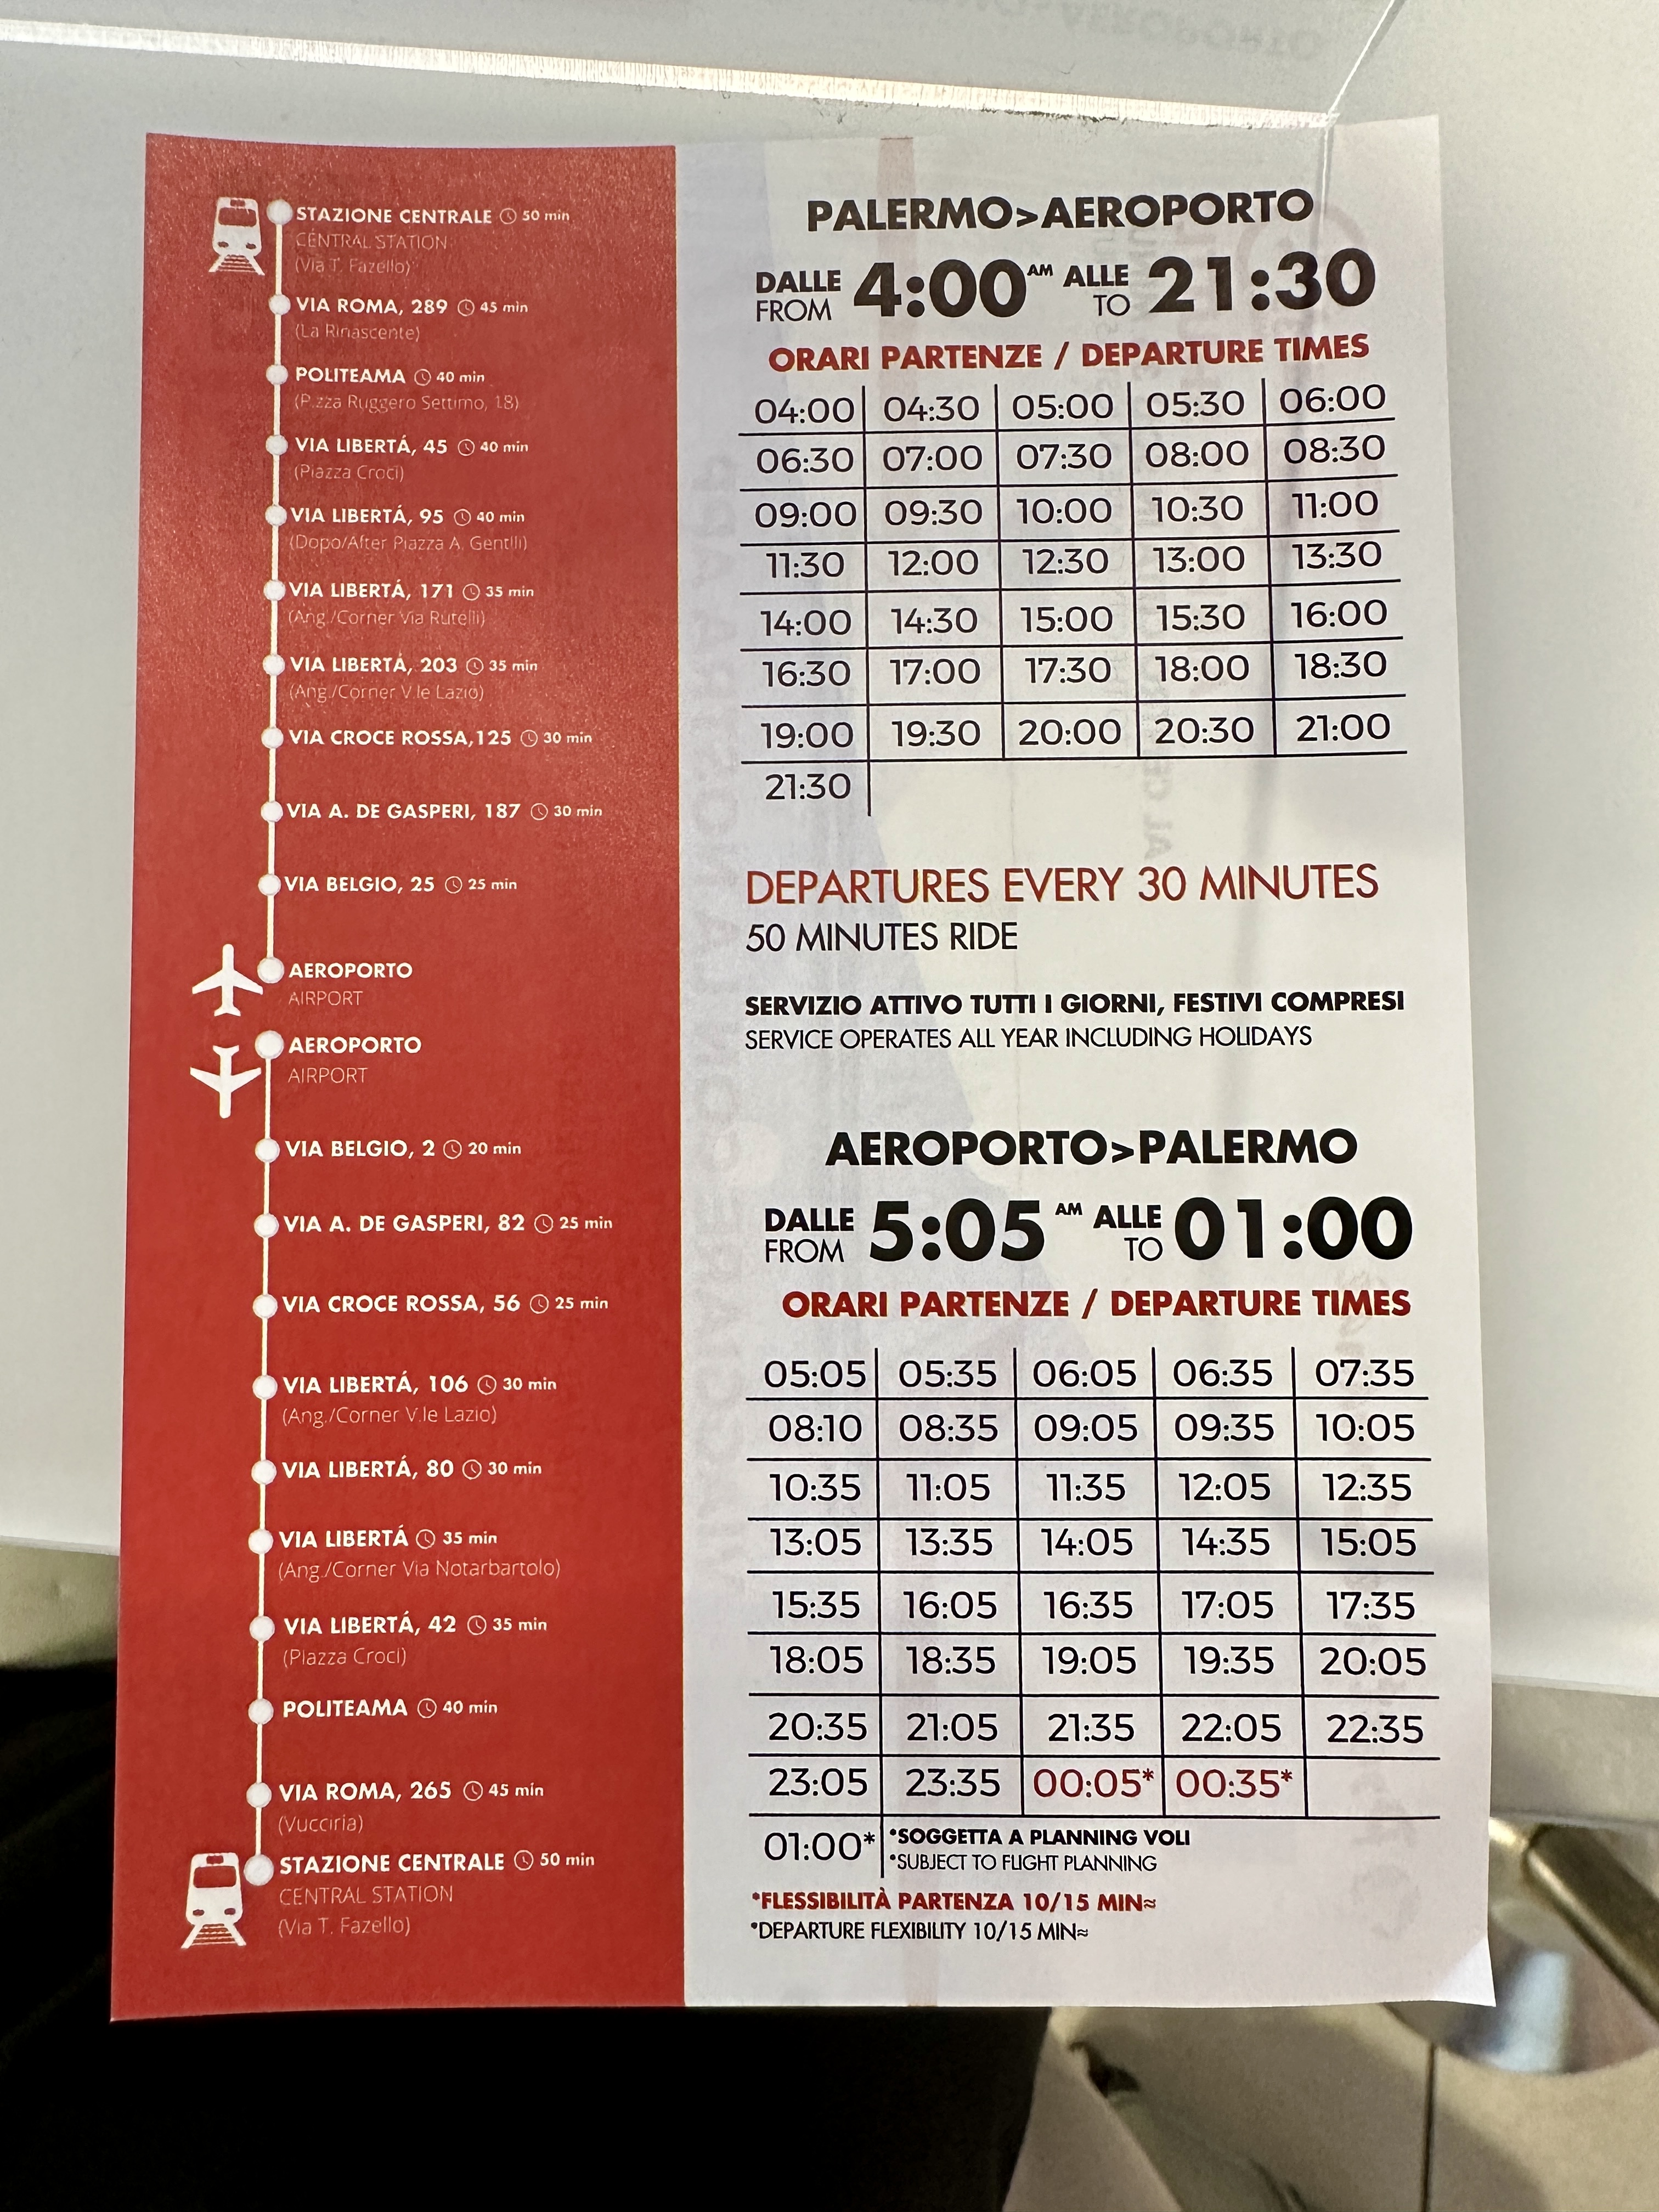 STAZIONE CENTRALE 50 min
CENTRAL STATION
(Via T. Fazello)
VIA ROMA, 289 45 min
(La Rinascente)
POLITEAMA 40 min
(P.zza Ruggero Settimo, 18)
VIA LIBERTÁ, 45 40 min
(Piazza Croci)
VIA LIBERTÁ, 95 40 min
(Dopo/After Piazza A. Gentili)
VIA LIBERTÁ, 171 35 min
(Ang./Corner Via Rutelli)
VIA LIBERTÁ, 203 35 min
(Ang./Corner V.le Lazio)
VIA CROCE ROSSA,125 30 min
VIA A. DE GASPERI, 187 30 min
VIA BELGIO, 25 25 min
AEROPORTO
AIRPORT
AEROPORTO
AIRPORT
VIA BELGIO, 2 20 min
VIA A. DE GASPERI, 82 25 min
VIA CROCE ROSSA, 56 25 min
VIA LIBERTÁ, 106 30 min
(Ang./Corner V.le Lazio)
VIA LIBERTÁ, 80 30 min
VIA LIBERTÁ 35 min
(Ang./Corner Via Notarbartolo)
VIA LIBERTÁ, 42 35 min
(Piazza Croci)
POLITEAMA 40 min
VIA ROMA, 265 45 min
(Vucciria)
STAZIONE CENTRALE 50 min
CENTRAL STATION
(Via T. Fazello)
PALERMO>AEROPORTO
DALLE FROM 4:00 AM ALLE TO 21:30
ORARI PARTENZE / DEPARTURE TIMES
04:00 04:30 05:00 05:30 06:00
06:30 07:00 07:30 08:00 08:30
09:00 09:30 10:00 10:30 11:00
11:30 12:00 12:30 13:00 13:30
14:00 14:30 15:00 15:30 16:00
16:30 17:00 17:30 18:00 18:30
19:00 19:30 20:00 20:30 21:00
21:30
DEPARTURES EVERY 30 MINUTES
50 MINUTES RIDE
SERVIZIO ATTIVO TUTTI I GIORNI, FESTIVI COMPRESI
SERVICE OPERATES ALL YEAR INCLUDING HOLIDAYS
AEROPORTO>PALERMO
DALLE FROM 5:05 AM ALLE TO 01:00
ORARI PARTENZE / DEPARTURE TIMES
05:05 05:35 06:05 06:35 07:35
08:10 08:35 09:05 09:35 10:05
10:35 11:05 11:35 12:05 12:35
13:05 13:35 14:05 14:35 15:05
15:35 16:05 16:35 17:05 17:35
18:05 18:35 19:05 19:35 20:05
20:35 21:05 21:35 22:05 22:35
23:05 23:35 00:05* 00:35*
01:00* *SOGGETTA A PLANNING VOLI
*SUBJECT TO FLIGHT PLANNING
*FLESSIBILITÀ PARTENZA 10/15 MIN≈
*DEPARTURE FLEXIBILITY 10/15 MIN≈